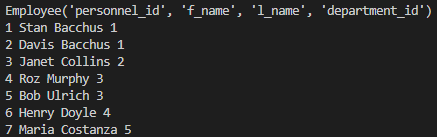 Employee('personnel_id', 'f_name', 'l_name', 'department_id')
1 Stan Bacchus 1
2 Davis Bacchus 1
3 Janet Collins 2
4 Roz Murphy 3
5 Bob Ulrich 3
6 Henry Doyle 4
7 Maria Costanza 5